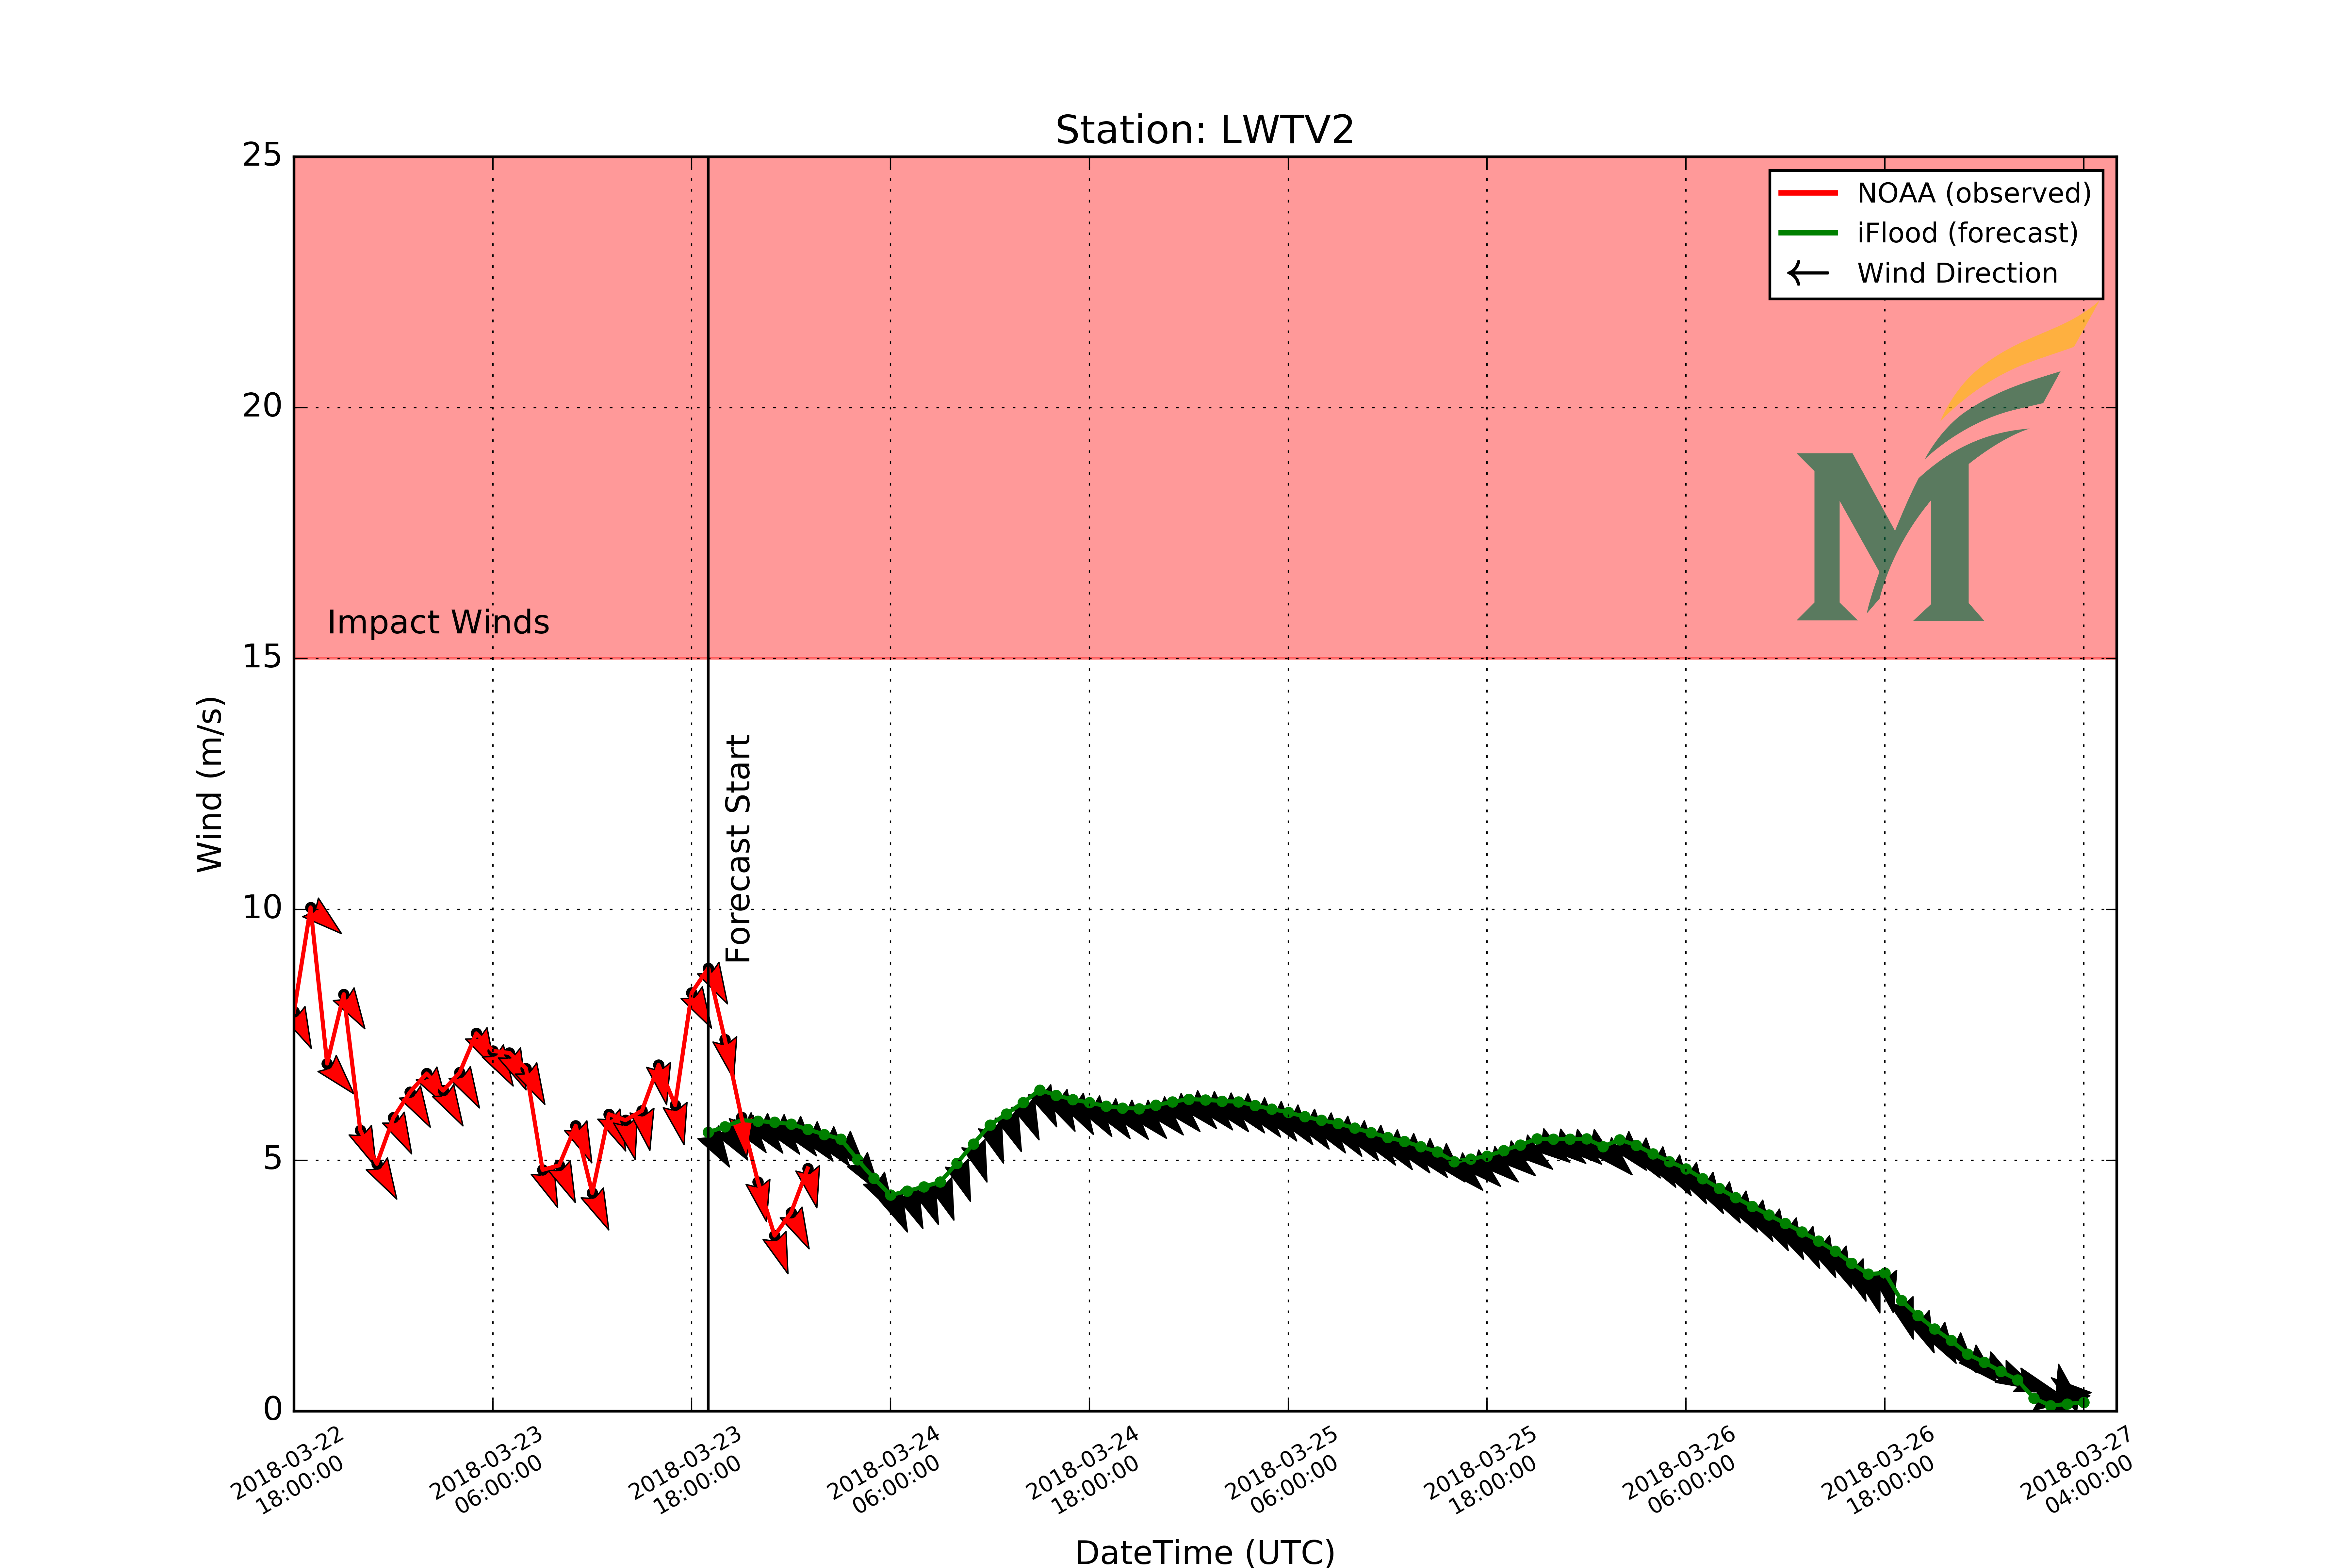 Station: LWTV2
25
20
15
10
5
0
Wind (m/s)
NOAA (observed)
iFlood (forecast)
Wind Direction
M
Impact Winds
Forecast Start
2018-03-22
18:00:00
2018-03-23
06:00:00
2018-03-23
18:00:00
2018-03-24
06:00:00
2018-03-24
18:00:00
2018-03-25
06:00:00
2018-03-25
18:00:00
2018-03-26
06:00:00
2018-03-26
18:00:00
2018-03-27
04:00:00
DateTime (UTC)